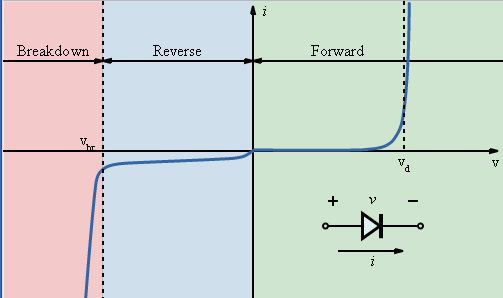 i
Breakdown Reverse Forward
v_br
v_d v
+ v −
i